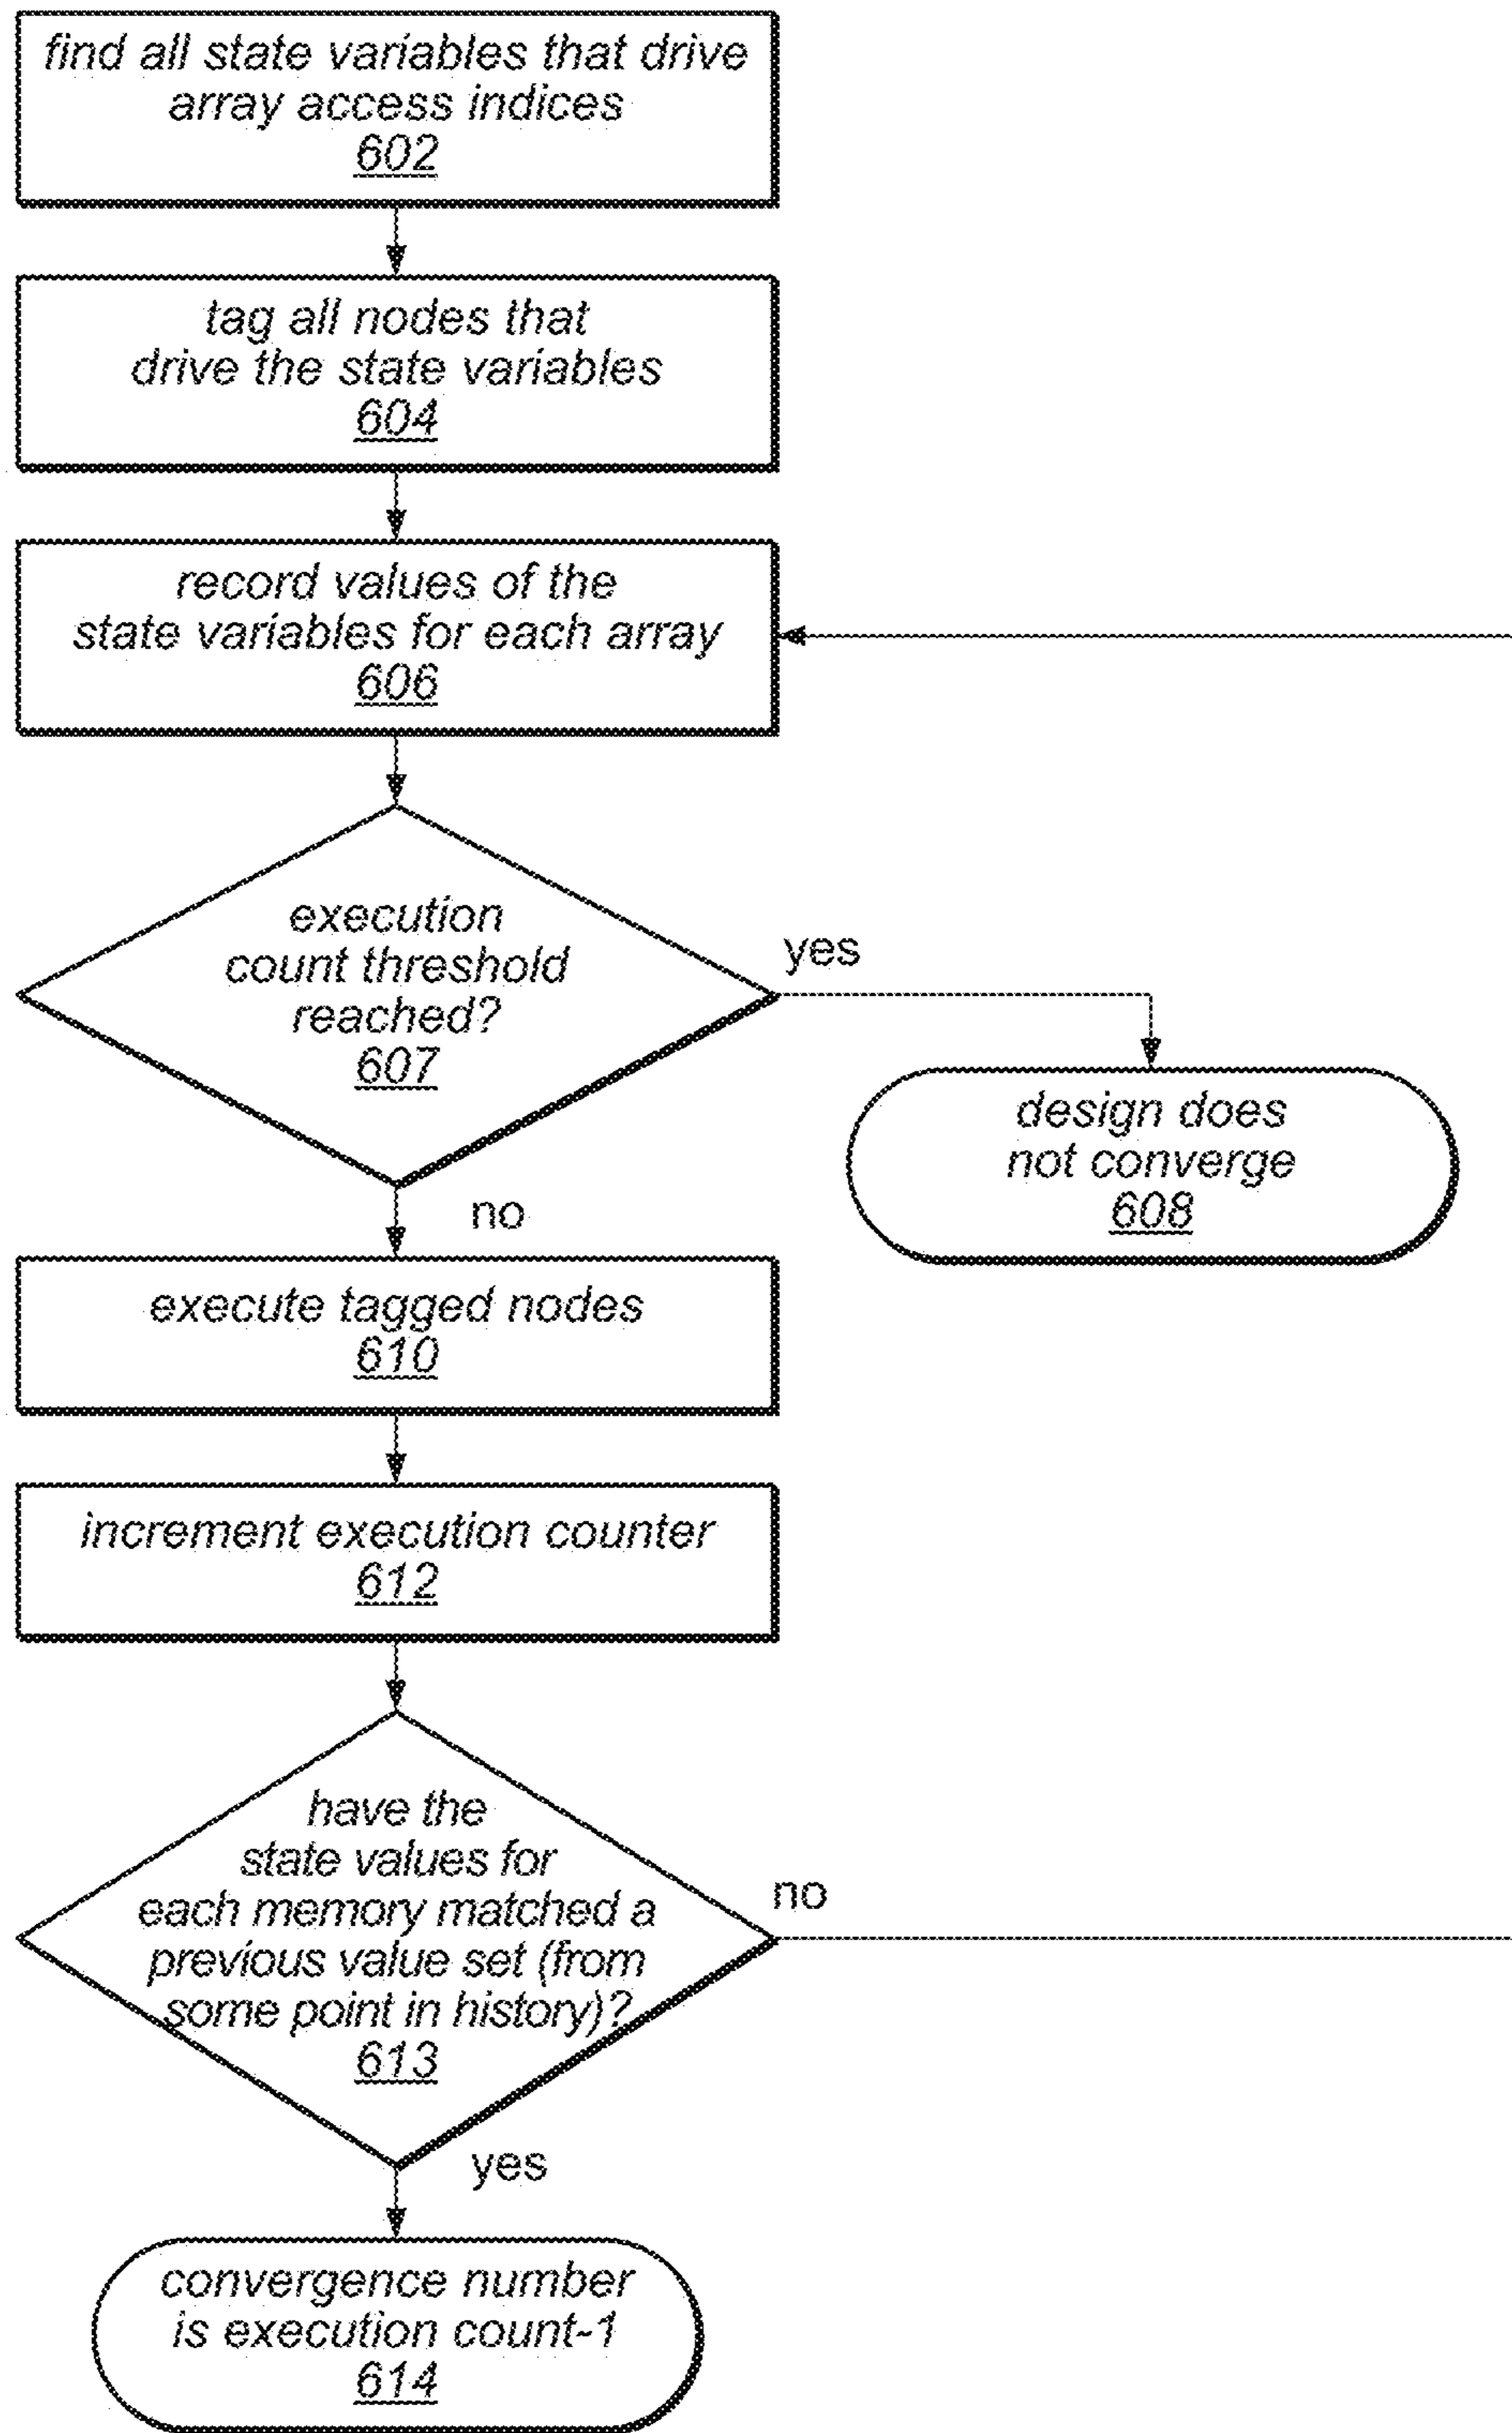 find all state variables that drive
array access indices
602
tag all nodes that
drive the state variables
604
record values of the
state variables for each array
606
execution
count threshold
reached?
607
yes
design does
not converge
608
no
execute tagged nodes
610
increment execution counter
612
have the
state values for
each memory matched a
previous value set (from
some point in history)?
613
no
yes
convergence number
is execution count-1
614